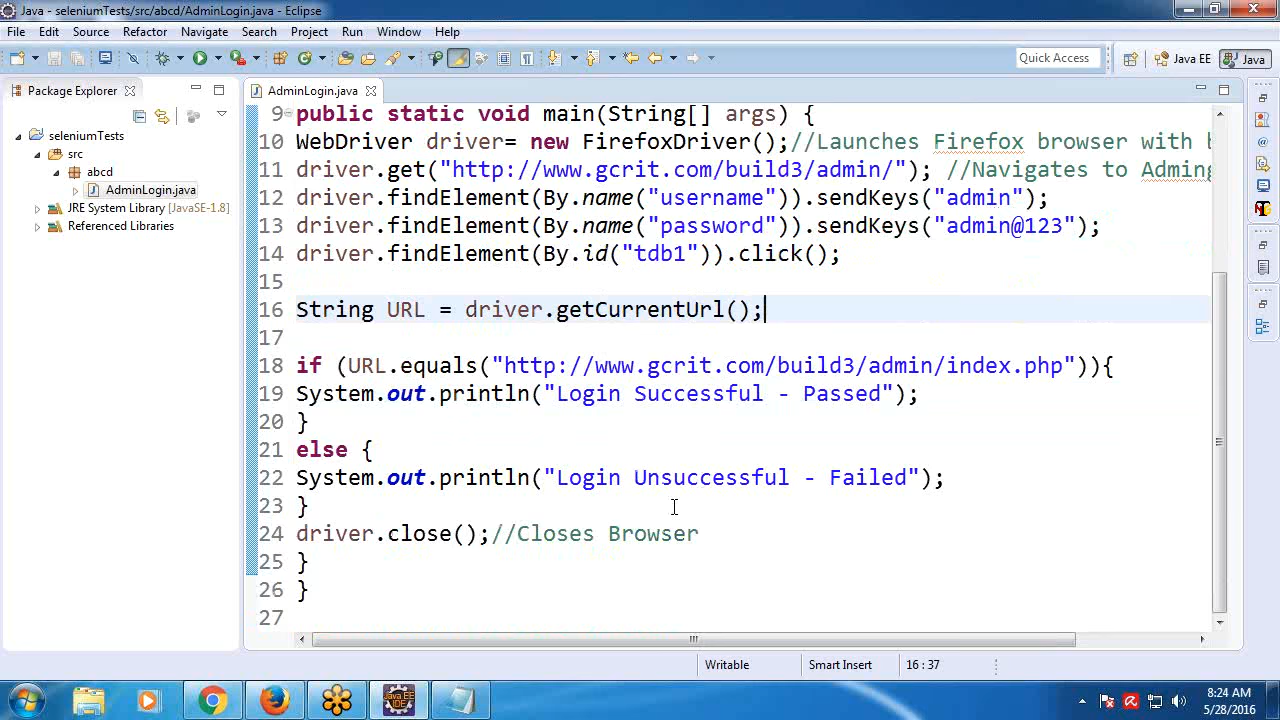 Java - seleniumTests/src/abcd/AdminLogin.java - Eclipse
File Edit Source Refactor Navigate Search Project Run Window Help
Quick Access
Java EE
Java
Package Explorer
seleniumTests
src
abcd
AdminLogin.java
JRE System Library [JavaSE-1.8]
Referenced Libraries
AdminLogin.java
9 public static void main(String[] args) {
10 WebDriver driver= new FirefoxDriver();//Launches Firefox browser with b
11 driver.get("http://www.gcrit.com/build3/admin/"); //Navigates to Adming
12 driver.findElement(By.name("username")).sendKeys("admin");
13 driver.findElement(By.name("password")).sendKeys("admin@123");
14 driver.findElement(By.id("tdb1")).click();
15
16 String URL = driver.getCurrentUrl();
17
18 if (URL.equals("http://www.gcrit.com/build3/admin/index.php")){
19 System.out.println("Login Successful - Passed");
20 }
21 else {
22 System.out.println("Login Unsuccessful - Failed");
23 }
24 driver.close();//Closes Browser
25 }
26 }
27
Writable
Smart Insert
16 : 37
Java EE
IDE
8:24 AM
5/28/2016